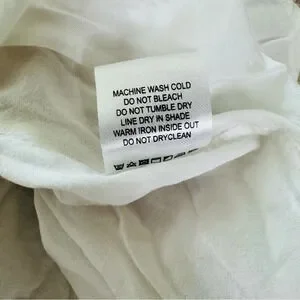 MACHINE WASH COLD
DO NOT BLEACH
DO NOT TUMBLE DRY
LINE DRY IN SHADE
WARM IRON INSIDE OUT
DO NOT DRYCLEAN